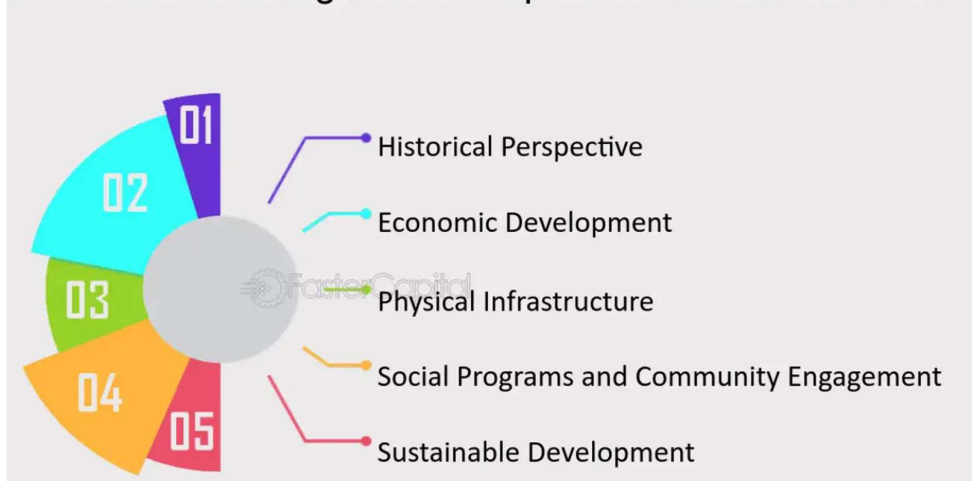 01
Historical Perspective
02
Economic Development
03
FasterCapital
Physical Infrastructure
04
Social Programs and Community Engagement
05
Sustainable Development